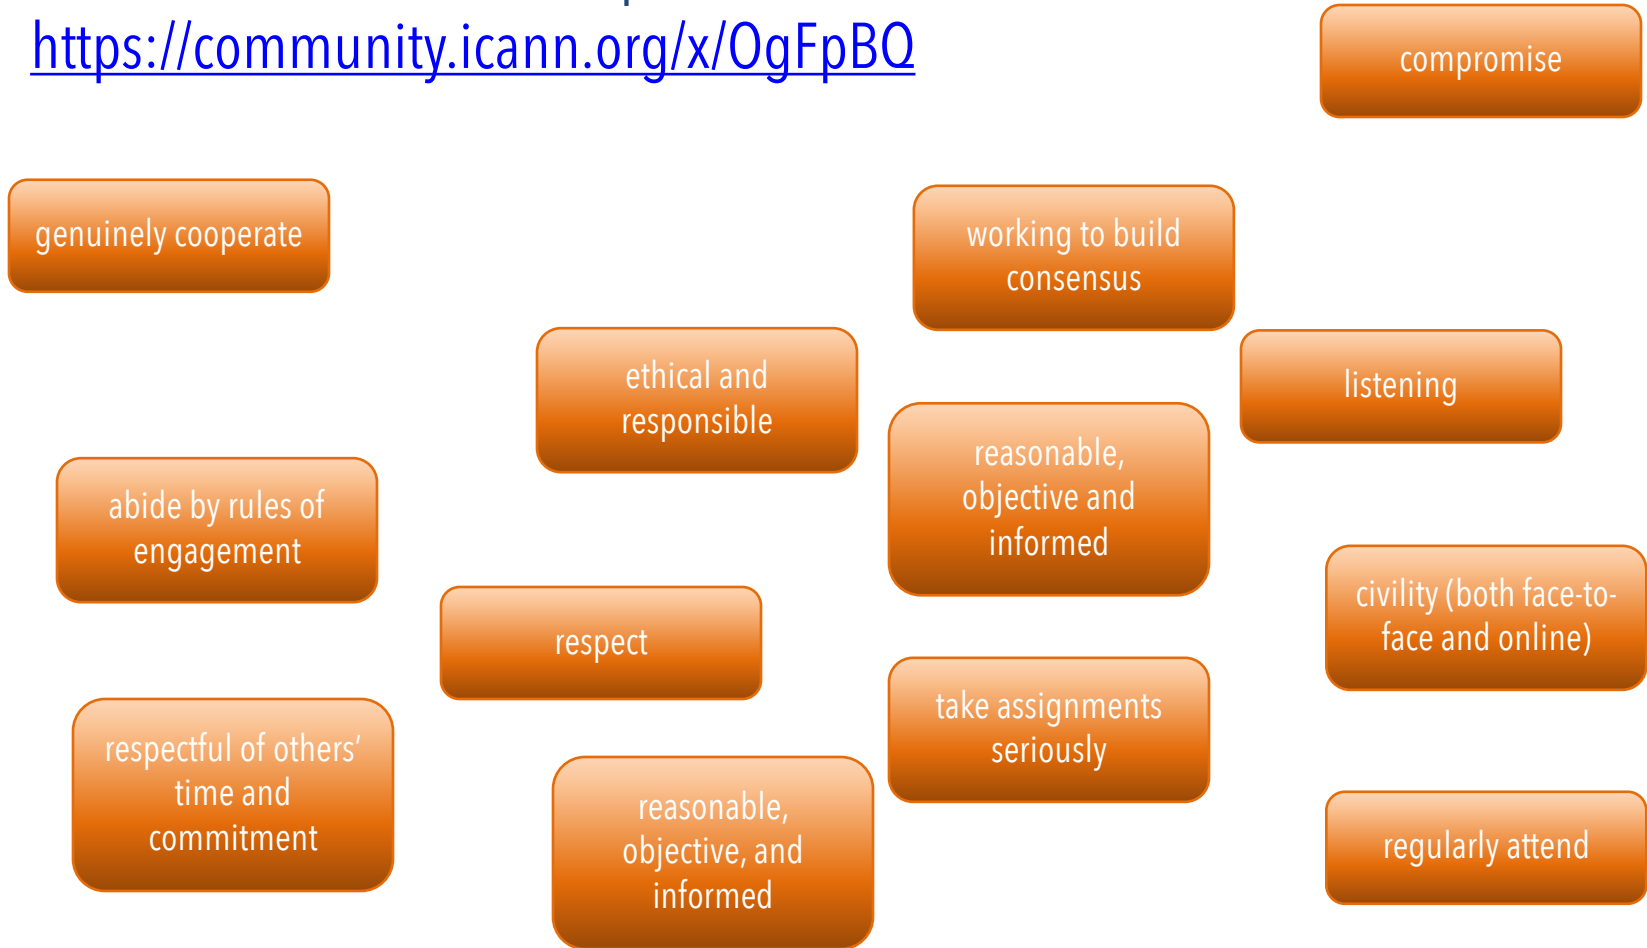 https://community.icann.org/x/OgFpBQ
compromise
genuinely cooperate
working to build
consensus
ethical and
responsible
listening
reasonable,
objective and
informed
abide by rules of
engagement
civility (both face-to-
face and online)
respect
take assignments
seriously
respectful of others’
time and
commitment
reasonable,
objective, and
informed
regularly attend